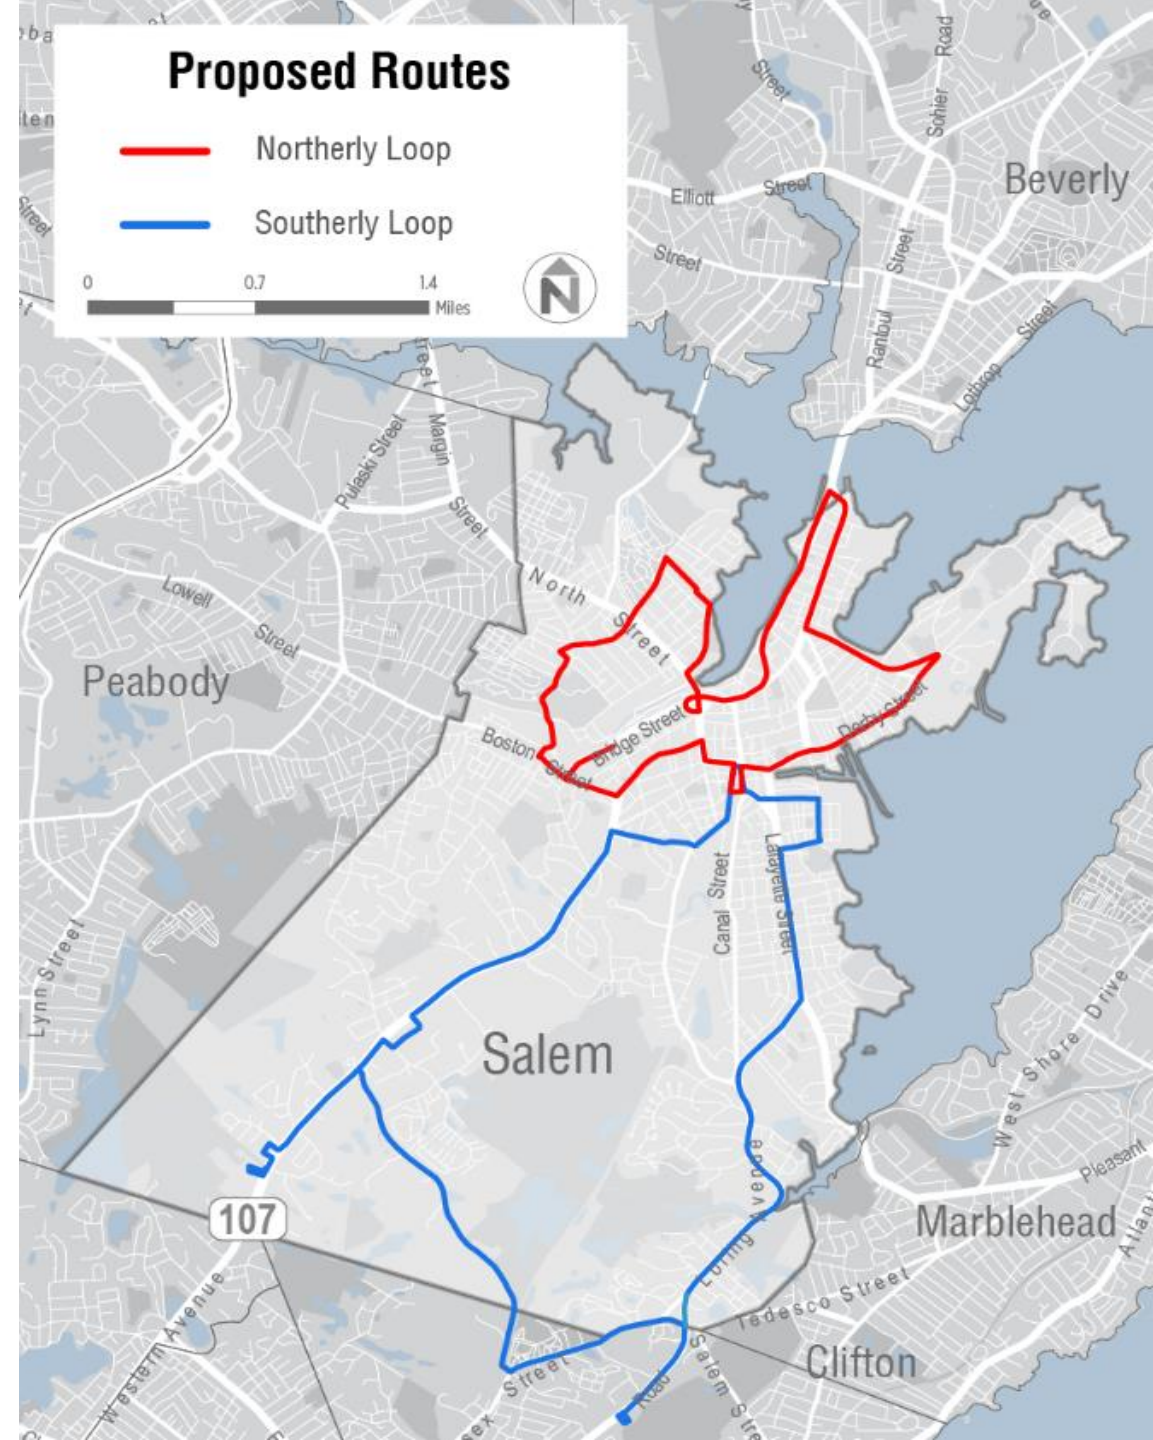 Proposed Routes
Northerly Loop
Southerly Loop
0 0.7 1.4
Miles
N
Street
Sohier Road
Beverly
Elliott Street
Street
Street
Rantoul Street
Lothrop Street
Street
Margin Street
Pulaski Street
Lowell Street
North Street
Peabody
Boston Street
Bridge Street
Derby Street
Lafayette Street
Canal Street
Lynn Street
Salem
West Shore Drive
Pleasant
107
Marblehead
Loring Avenue
Tedesco Street
Western Avenue
Clifton
Street
Road
Salem